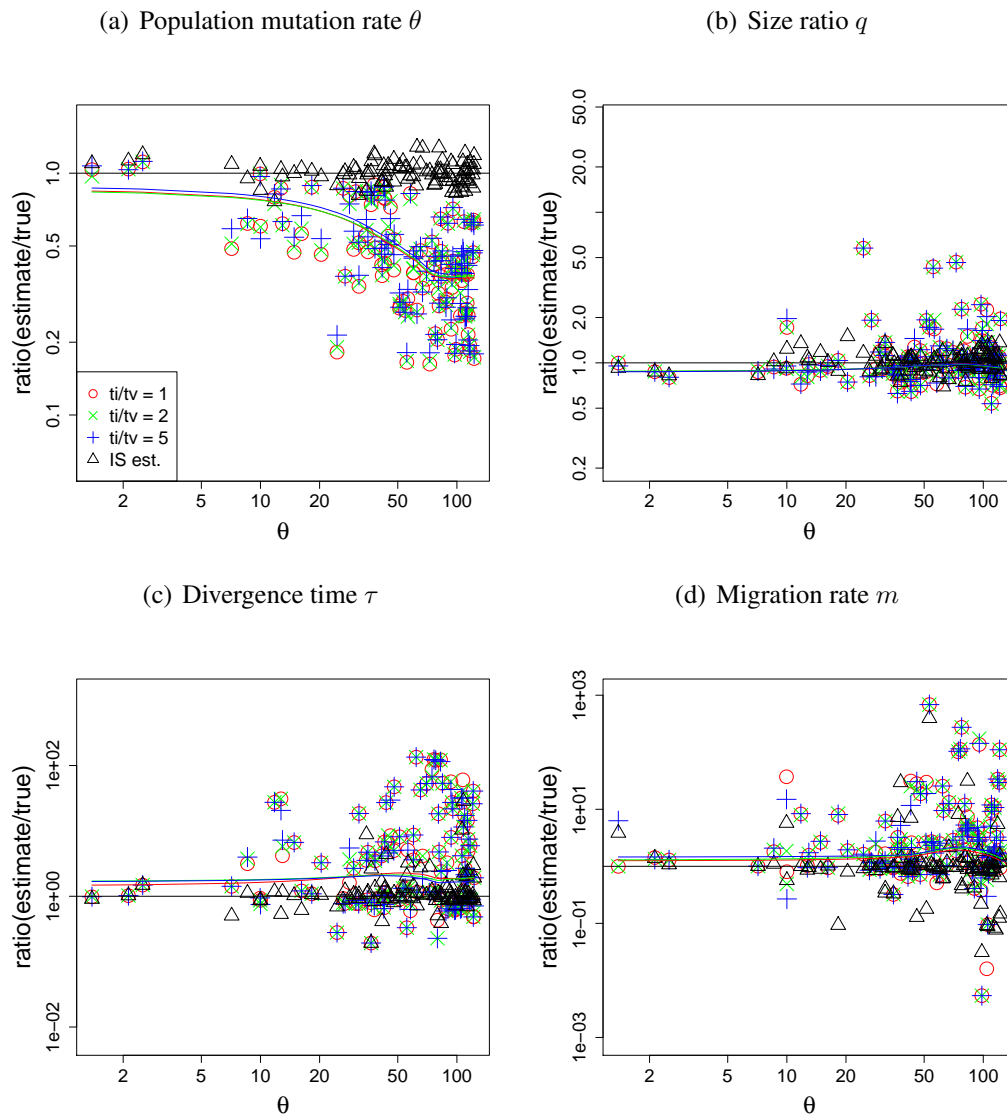 (a) Population mutation rate θ
ratio(estimate/true)
1.0
0.5
0.2
0.1
ti/tv = 1
ti/tv = 2
ti/tv = 5
IS est.
2 5 10 20 50 100
θ
(b) Size ratio q
ratio(estimate/true)
50.0
20.0
5.0
2.0
1.0
0.5
0.2
2 5 10 20 50 100
θ
(c) Divergence time τ
ratio(estimate/true)
1e+02
1e+00
1e−02
2 5 10 20 50 100
θ
(d) Migration rate m
ratio(estimate/true)
1e+03
1e+01
1e−01
1e−03
2 5 10 20 50 100
θ